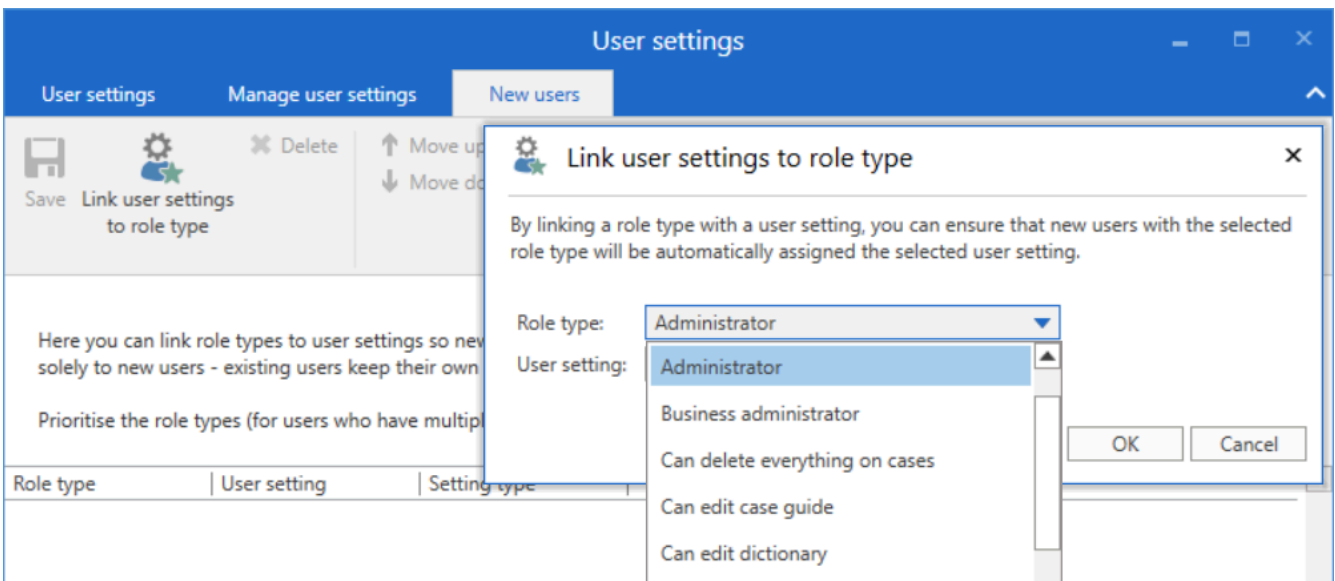 User settings
User settings Manage user settings New users
Save
Link user settings
to role type
Delete
Move up
Move do
Link user settings to role type
By linking a role type with a user setting, you can ensure that new users with the selected
role type will be automatically assigned the selected user setting.
Role type: Administrator
User setting:
Administrator
Business administrator
Can delete everything on cases
Can edit case guide
Can edit dictionary
OK Cancel
Here you can link role types to user settings so new
solely to new users - existing users keep their own
Prioritise the role types (for users who have multipl
Role type User setting Setting type